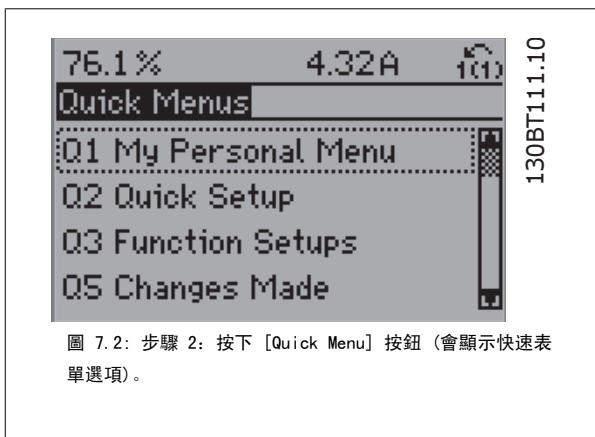 76.1% 4.32A 1(1)
Quick Menus
Q1 My Personal Menu
Q2 Quick Setup
Q3 Function Setups
Q5 Changes Made
130BT111.10
圖 7.2: 步驟 2：按下 [Quick Menu] 按鈕 (會顯示快速表
單選項)。